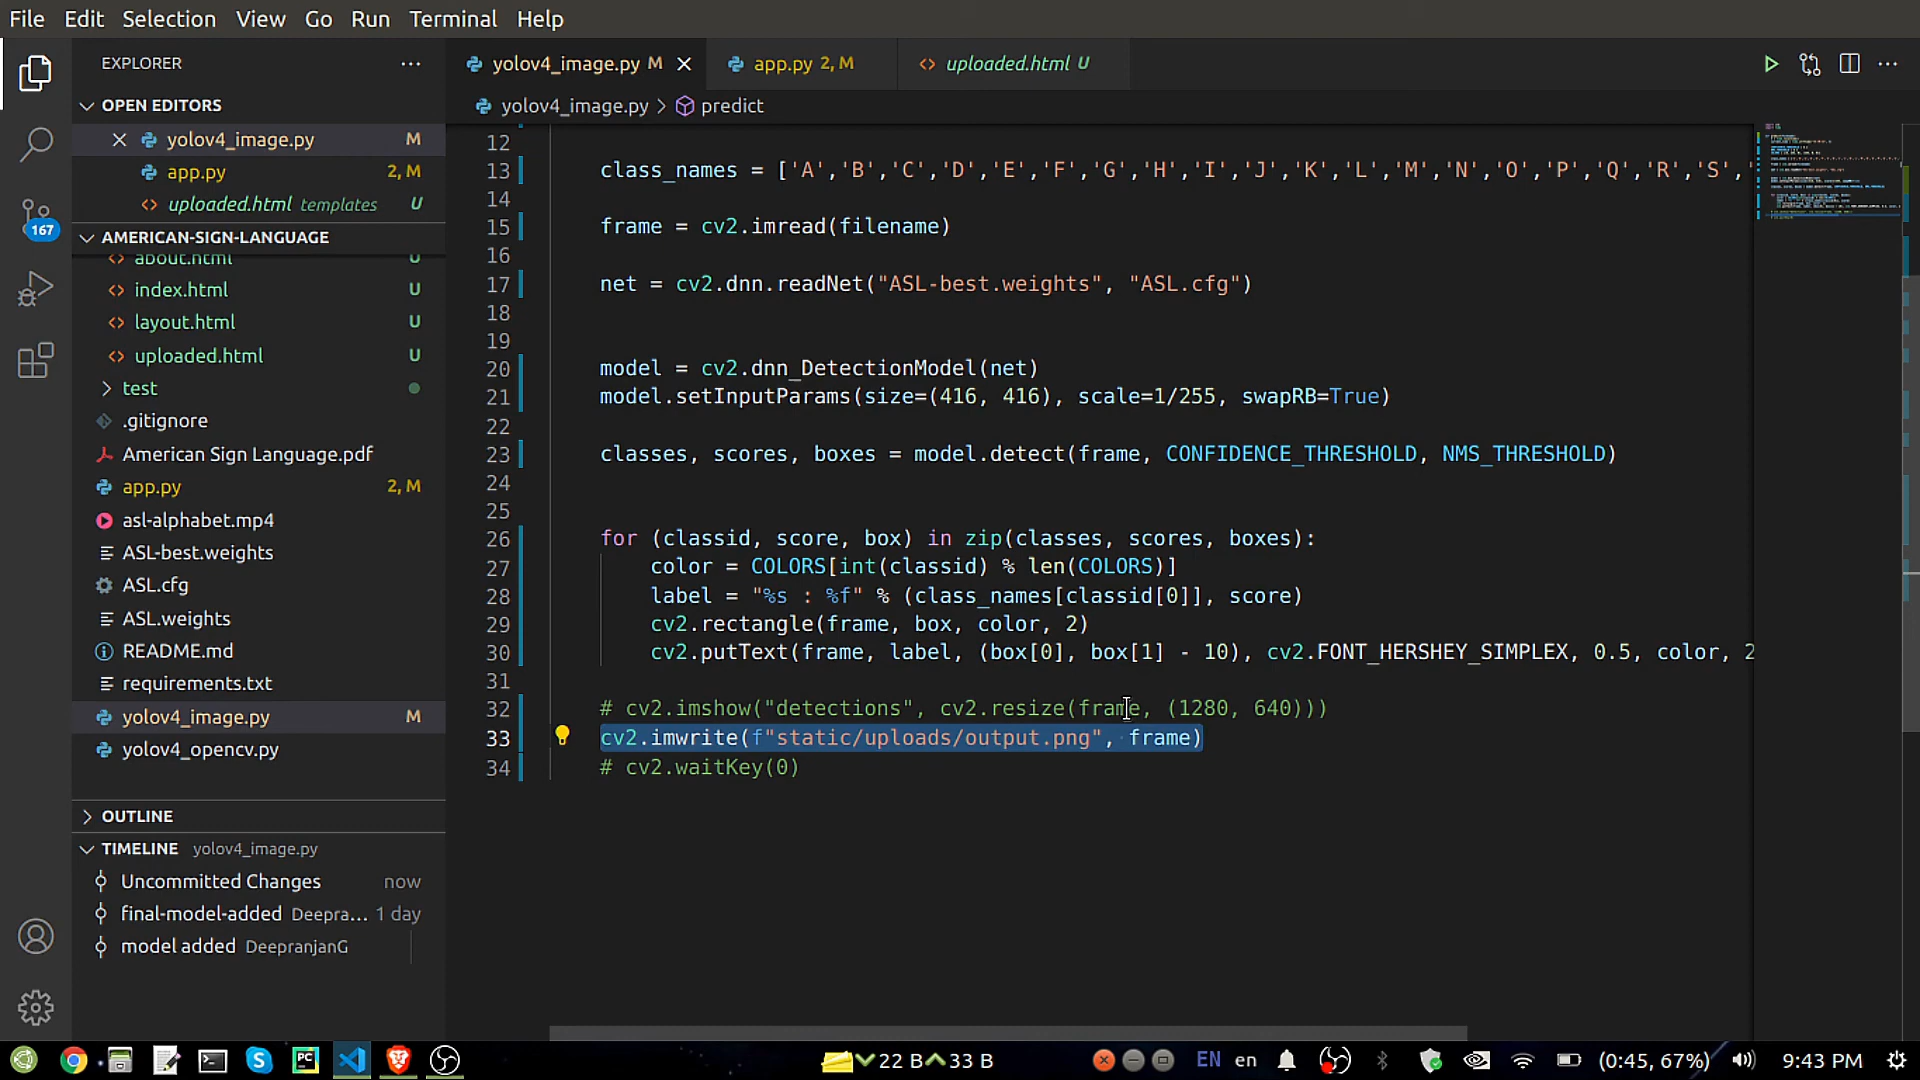 File Edit Selection View Go Run Terminal Help
EXPLORER ···
yolov4_image.py M
app.py 2, M
uploaded.html U
OPEN EDITORS
yolov4_image.py > predict
yolov4_image.py M
app.py 2, M
uploaded.html templates U
167
AMERICAN-SIGN-LANGUAGE
about.html U
index.html U
layout.html U
uploaded.html U
test
.gitignore
American Sign Language.pdf
app.py 2, M
asl-alphabet.mp4
ASL-best.weights
ASL.cfg
ASL.weights
README.md
requirements.txt
yolov4_image.py
yolov4_opencv.py
OUTLINE
TIMELINE yolov4_image.py
Uncommitted Changes now
final-model-added Deepra... 1 day
model added DeepranjanG
12
13 class_names = ['A','B','C','D','E','F','G','H','I','J','K','L','M','N','O','P','Q','R','S','
14
15 frame = cv2.imread(filename)
16
17 net = cv2.dnn.readNet("ASL-best.weights", "ASL.cfg")
18
19
20 model = cv2.dnn_DetectionModel(net)
21 model.setInputParams(size=(416, 416), scale=1/255, swapRB=True)
22
23 classes, scores, boxes = model.detect(frame, CONFIDENCE_THRESHOLD, NMS_THRESHOLD)
24
25
26 for (classid, score, box) in zip(classes, scores, boxes):
27 color = COLORS[int(classid) % len(COLORS)]
28 label = "%s : %f" % (class_names[classid[0]], score)
29 cv2.rectangle(frame, box, color, 2)
30 cv2.putText(frame, label, (box[0], box[1] - 10), cv2.FONT_HERSHEY_SIMPLEX, 0.5, color, 2
31
32 # cv2.imshow("detections", cv2.resize(frame, (1280, 640)))
33 cv2.imwrite(f"static/uploads/output.png", frame)
34 # cv2.waitKey(0)
22 B 33 B EN en (0:45, 67%) 9:43 PM